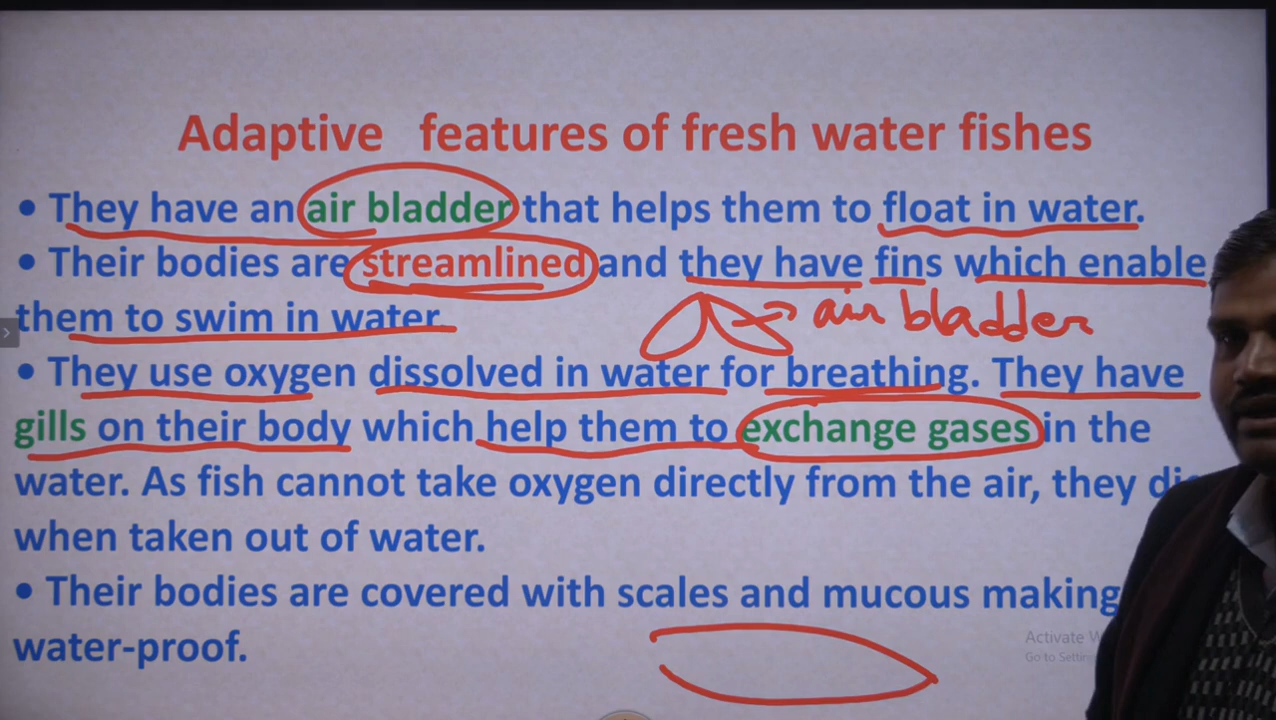 Adaptive features of fresh water fishes
• They have an air bladder that helps them to float in water.
• Their bodies are streamlined and they have fins which enable
them to swim in water.
→ air bladder
• They use oxygen dissolved in water for breathing. They have
gills on their body which help them to exchange gases in the
water. As fish cannot take oxygen directly from the air, they
when taken out of water.
• Their bodies are covered with scales and mucous making
Activate
water-proof.
Go to